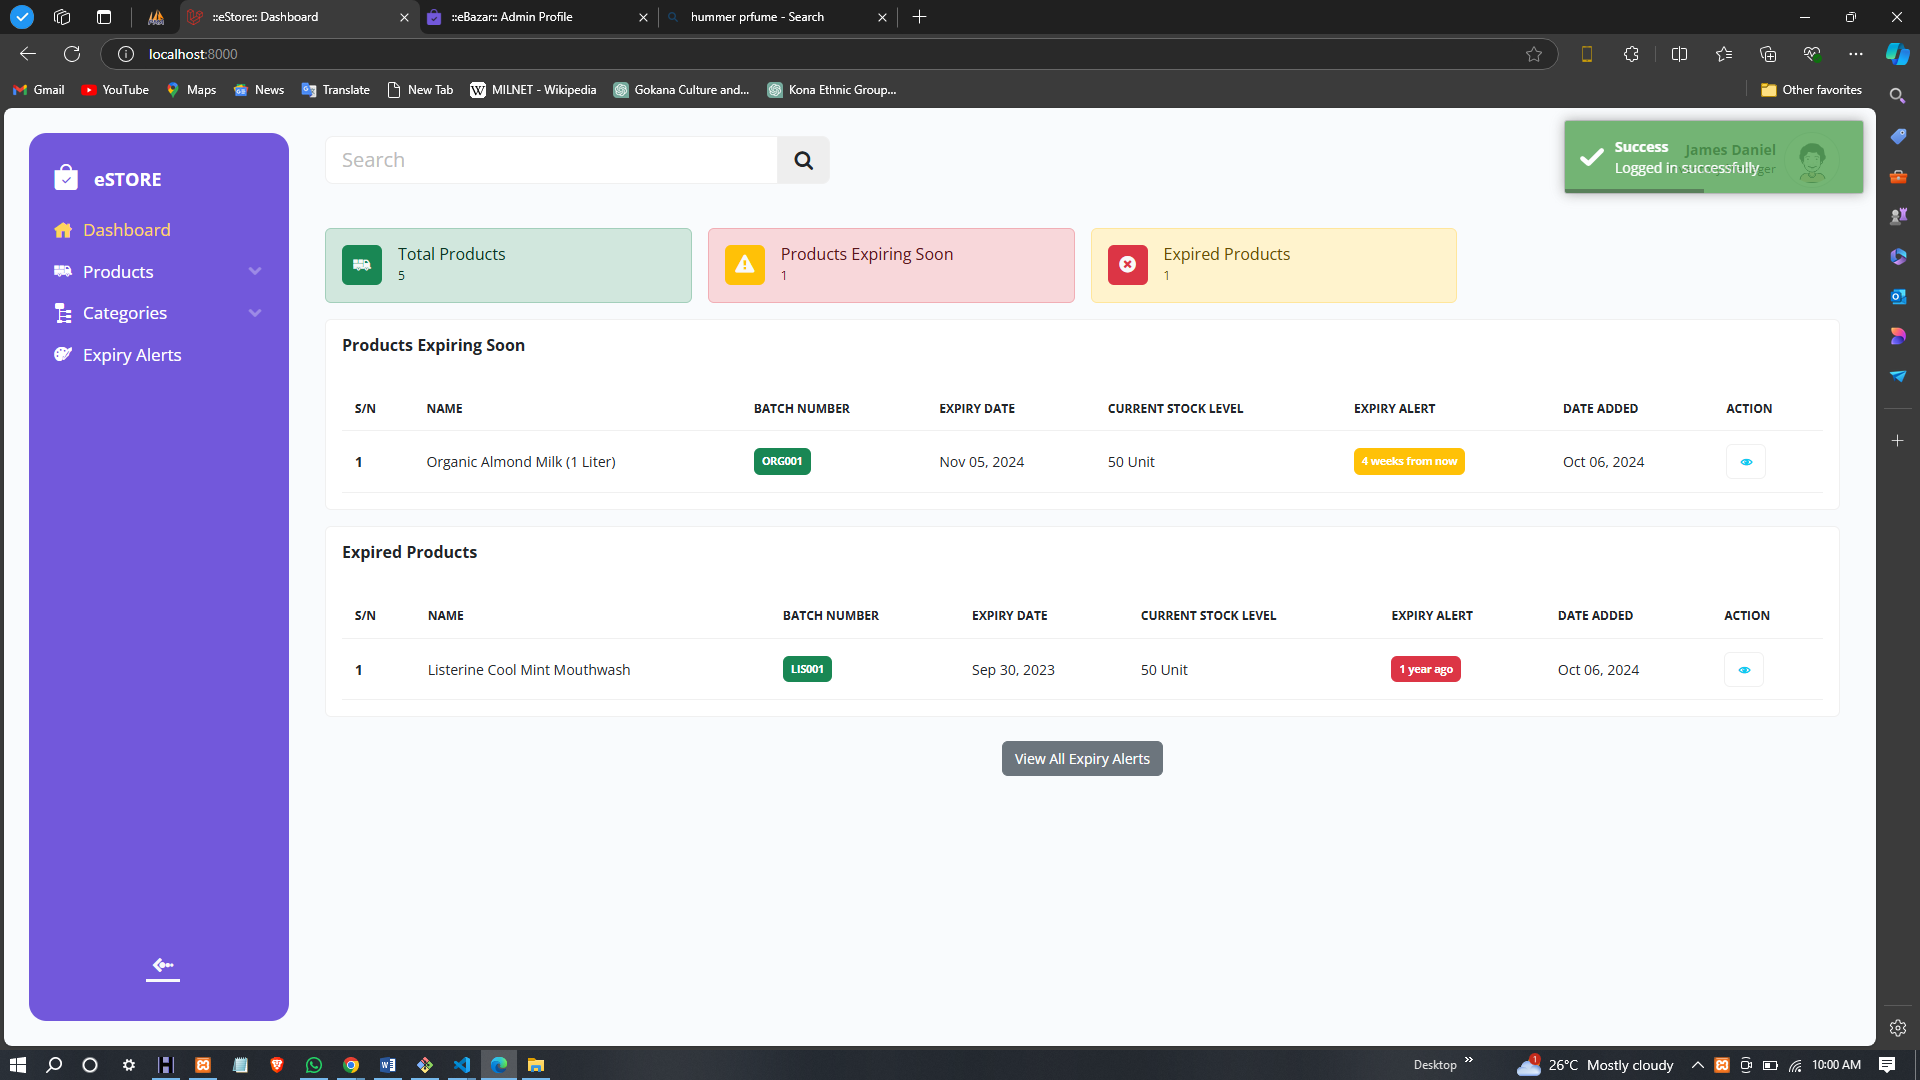 ::eStore:: Dashboard
::eBazar:: Admin Profile
hummer prfume - Search
localhost:8000
Gmail
YouTube
Maps
News
Translate
New Tab
MILNET - Wikipedia
Gokana Culture and...
Kona Ethnic Group...
Other favorites
eSTORE
Dashboard
Products
Categories
Expiry Alerts
Search
Success
James Daniel
Logged in successfully
Total Products
5
Products Expiring Soon
1
Expired Products
1
Products Expiring Soon
S/N NAME BATCH NUMBER EXPIRY DATE CURRENT STOCK LEVEL EXPIRY ALERT DATE ADDED ACTION
1 Organic Almond Milk (1 Liter) ORG001 Nov 05, 2024 50 Unit 4 weeks from now Oct 06, 2024
Expired Products
S/N NAME BATCH NUMBER EXPIRY DATE CURRENT STOCK LEVEL EXPIRY ALERT DATE ADDED ACTION
1 Listerine Cool Mint Mouthwash LIS001 Sep 30, 2023 50 Unit 1 year ago Oct 06, 2024
View All Expiry Alerts
Desktop
1
26°C Mostly cloudy
10:00 AM